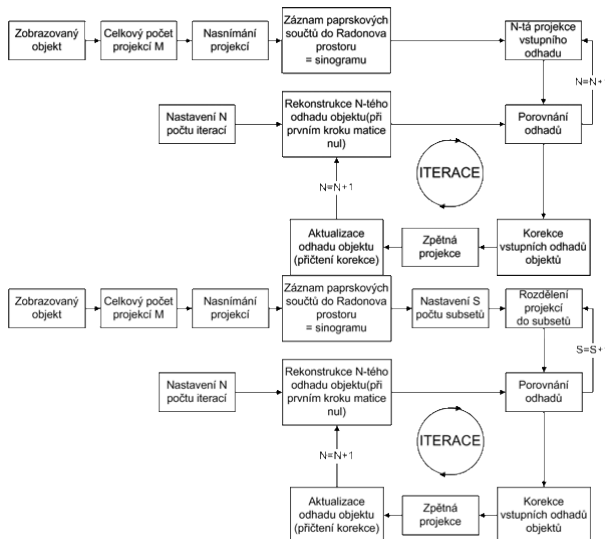 Zobrazovaný
objekt
Celkový počet
projekcí M
Nasnímání
projekcí
Záznam paprskových
součtů do Radonova
prostoru
= sinogramu
N-tá projekce
vstupního
odhadu
N=N+1
Nastavení N
počtu iterací
Rekonstrukce N-tého
odhadu objektu(při
prvním kroku matice
nul)
Porovnání
odhadů
ITERACE
N=N+1
Aktualizace
odhadu objektu
(přičtení korekce)
Zpětná
projekce
Korekce
vstupních odhadů
objektů
Zobrazovaný
objekt
Celkový počet
projekcí M
Nasnímání
projekcí
Záznam paprskových
součtů do Radonova
prostoru
= sinogramu
Nastavení S
počtu subsetů
Rozdělení
projekcí
do subsetů
S=S+
Nastavení N
počtu iterací
Rekonstrukce N-tého
odhadu objektu(při
prvním kroku matice
nul)
Porovnání
odhadů
ITERACE
N=N+1
Aktualizace
odhadu objektu
(přičtení korekce)
Zpětná
projekce
Korekce
vstupních odhadů
objektů